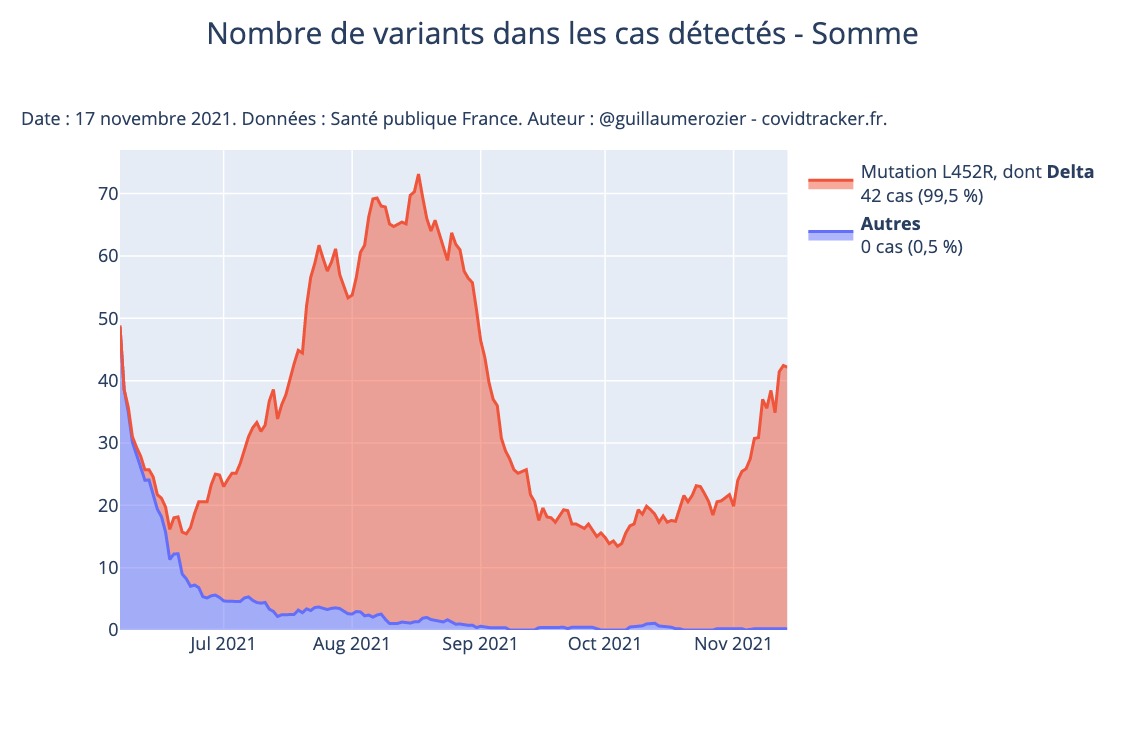 Nombre de variants dans les cas détectés - Somme
Date : 17 novembre 2021. Données : Santé publique France. Auteur : @guillaumerozier - covidtracker.fr.
Mutation L452R, dont Delta
42 cas (99,5 %)
Autres
0 cas (0,5 %)
70
60
50
40
30
20
10
0
Jul 2021
Aug 2021
Sep 2021
Oct 2021
Nov 2021